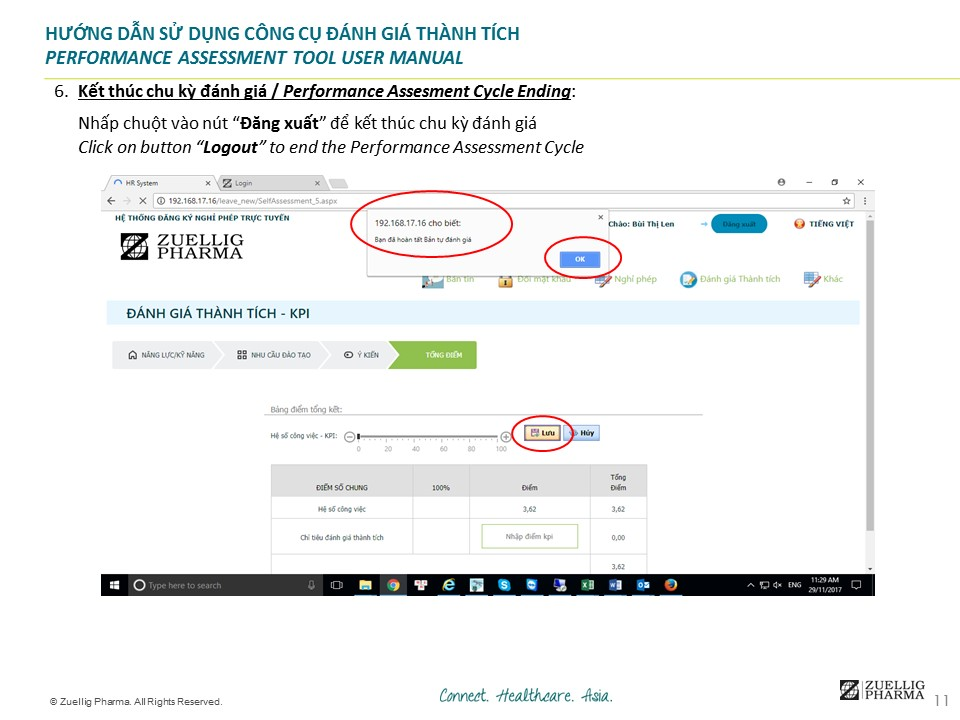 HƯỚNG DẪN SỬ DỤNG CÔNG CỤ ĐÁNH GIÁ THÀNH TÍCH
PERFORMANCE ASSESSMENT TOOL USER MANUAL
6. Kết thúc chu kỳ đánh giá / Performance Assesment Cycle Ending:
Nhấp chuột vào nút “Đăng xuất” để kết thúc chu kỳ đánh giá
Click on button “Logout” to end the Performance Assessment Cycle
HR System
Login
192.168.17.16/leave_new/SelfAssessment_5.aspx
HỆ THỐNG ĐĂNG KÝ NGHỈ PHÉP TRỰC TUYẾN
192.168.17.16 cho biết:
Bạn đã hoàn tất Bản tự đánh giá
OK
Chào: Bùi Thị Len
Đăng xuất
TIẾNG VIỆT
ZUELLIG
PHARMA
Bản tin
Đổi mật khẩu
Nghỉ phép
Đánh giá Thành tích
Khác
ĐÁNH GIÁ THÀNH TÍCH - KPI
NĂNG LỰC/KỸ NĂNG
NHU CẦU ĐÀO TẠO
Ý KIẾN
TỔNG ĐIỂM
Bảng điểm tổng kết:
Hệ số công việc - KPI:
0 20 40 60 80 100
Lưu
Hủy
ĐIỂM SỐ CHUNG 100% Điểm Tổng Điểm
Hệ số công việc 3,62 3,62
Chỉ tiêu đánh giá thành tích Nhập điểm kpi 0,00
3,62
Type here to search
ENG
11:29 AM
29/11/2017
© Zuellig Pharma. All Rights Reserved.
Connect. Healthcare. Asia.
ZUELLIG
PHARMA
11